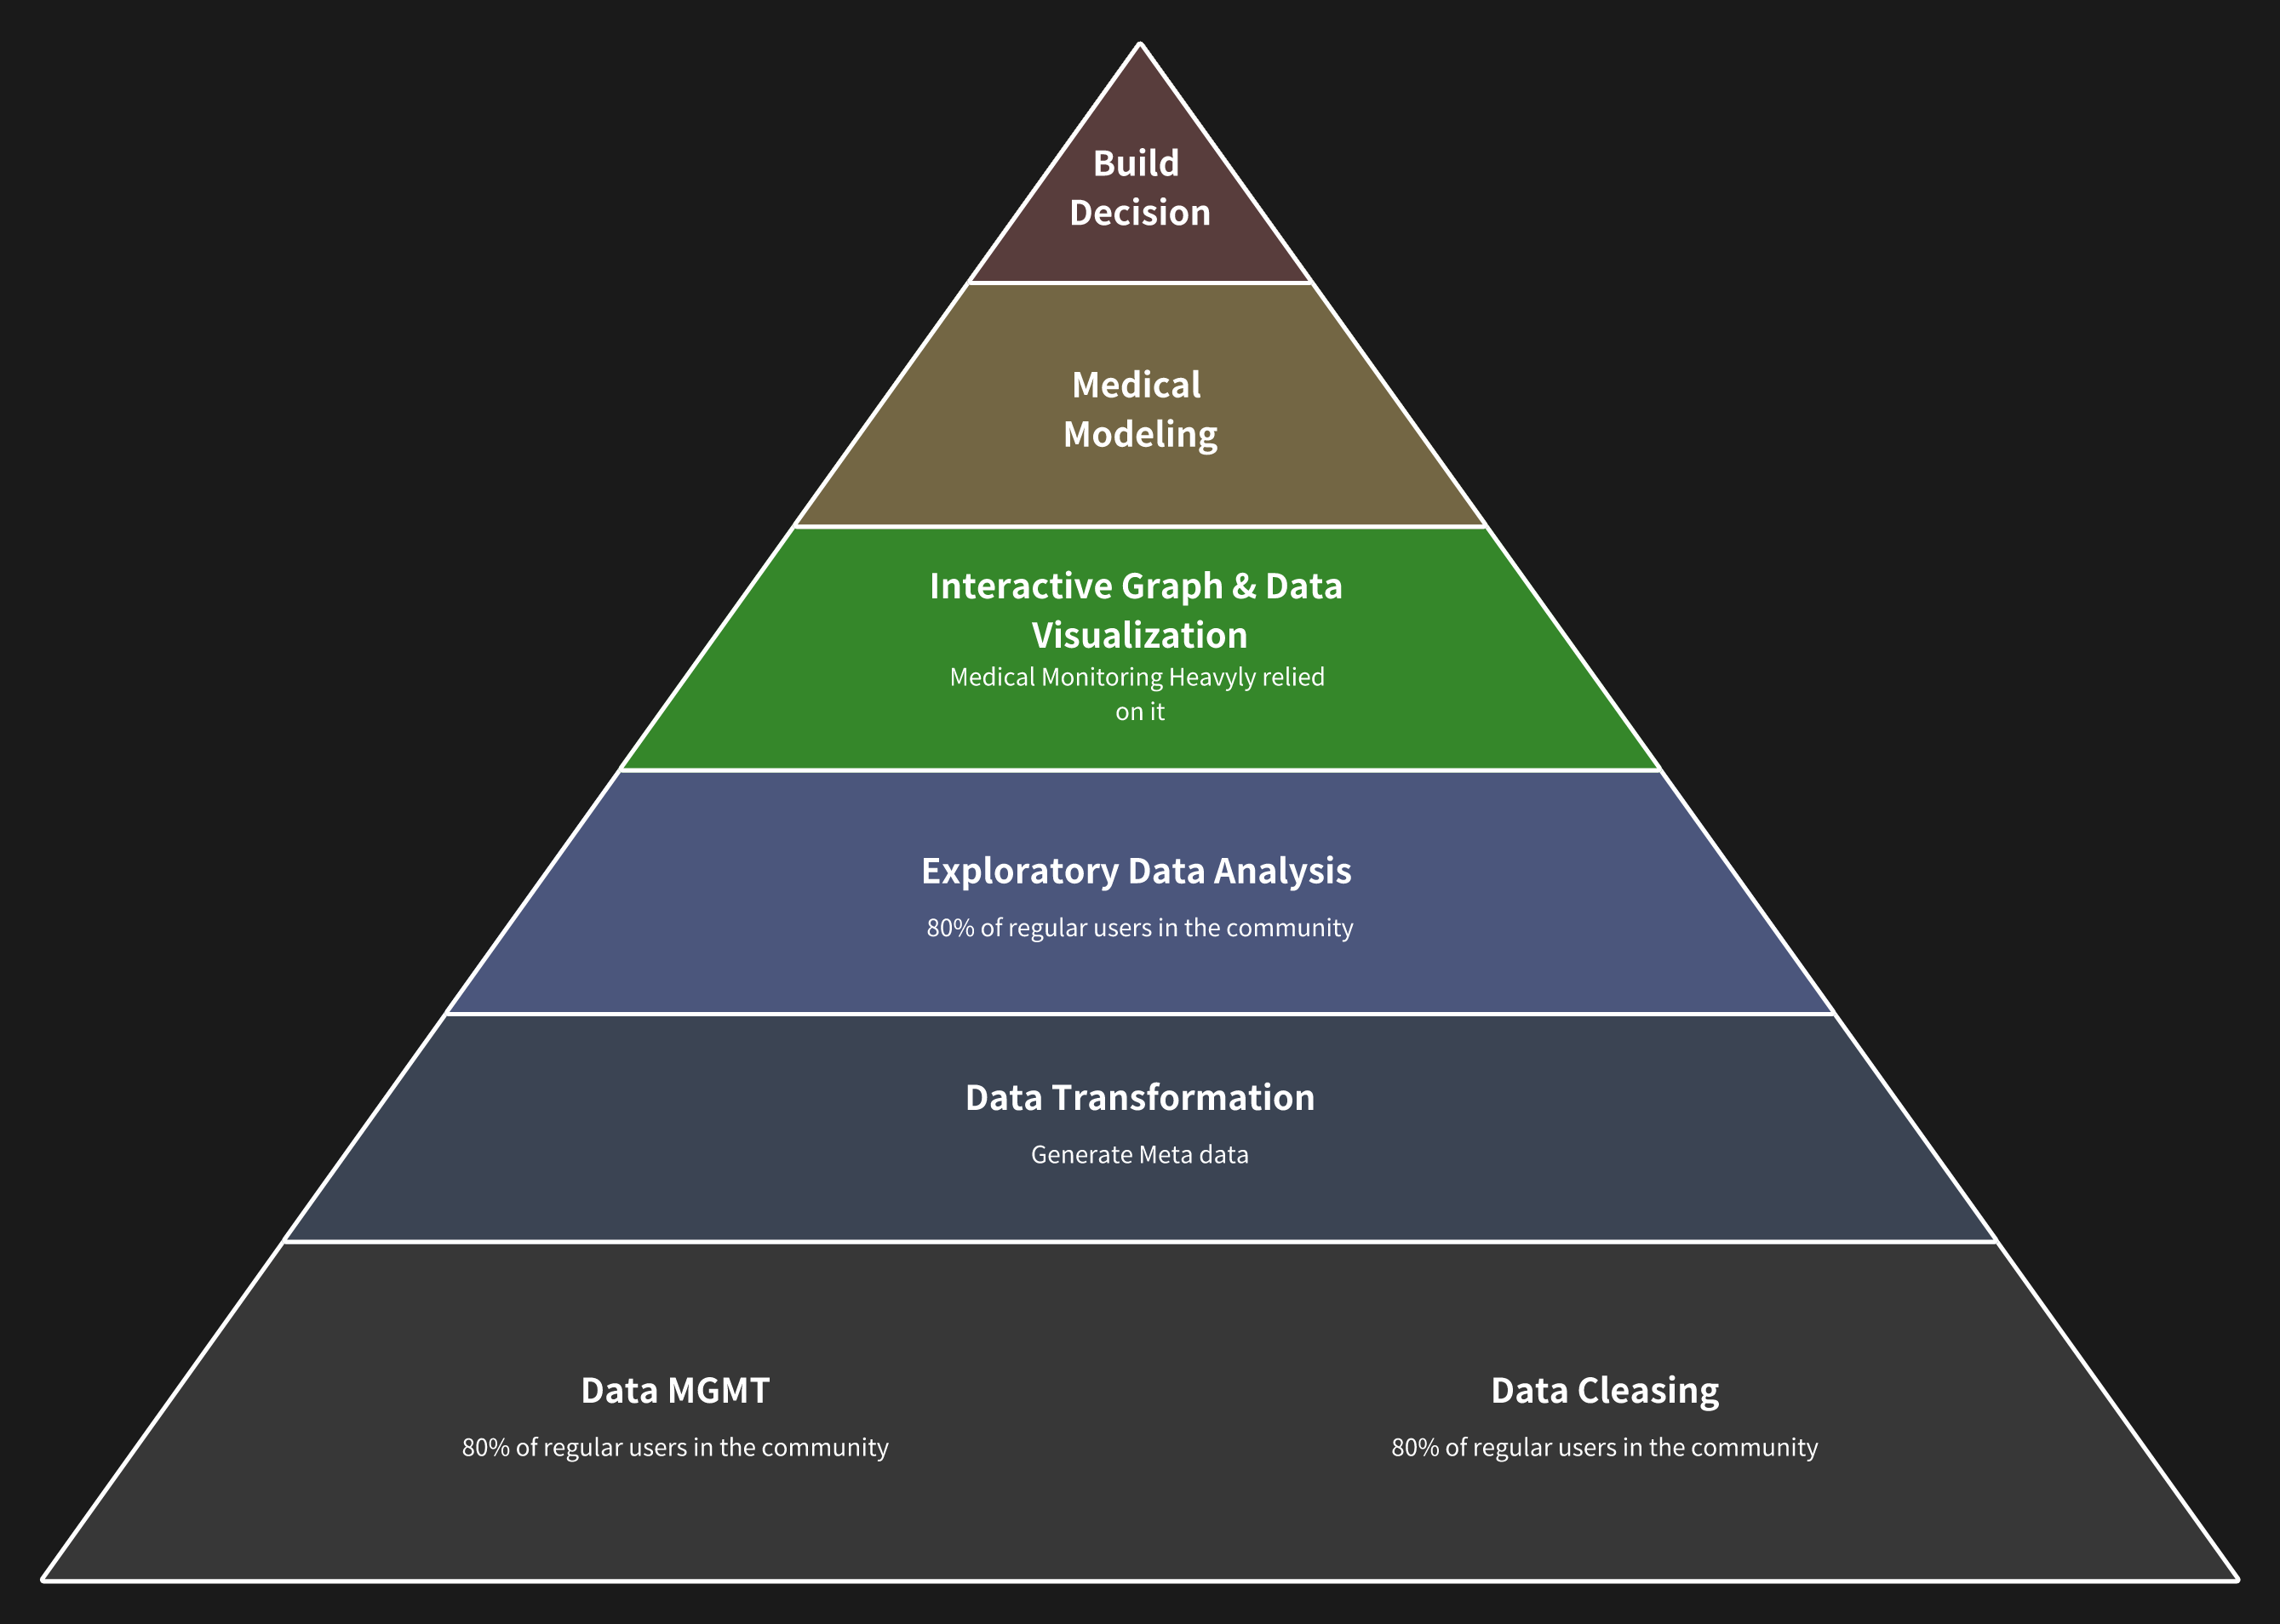 Build
Decision
Medical
Modeling
Interactive Graph & Data
Visualization
Medical Monitoring Heavyly relied
on it
Exploratory Data Analysis
80% of regular users in the community
Data Transformation
Generate Meta data
Data MGMT
80% of regular users in the community
Data Cleasing
80% of regular users in the community